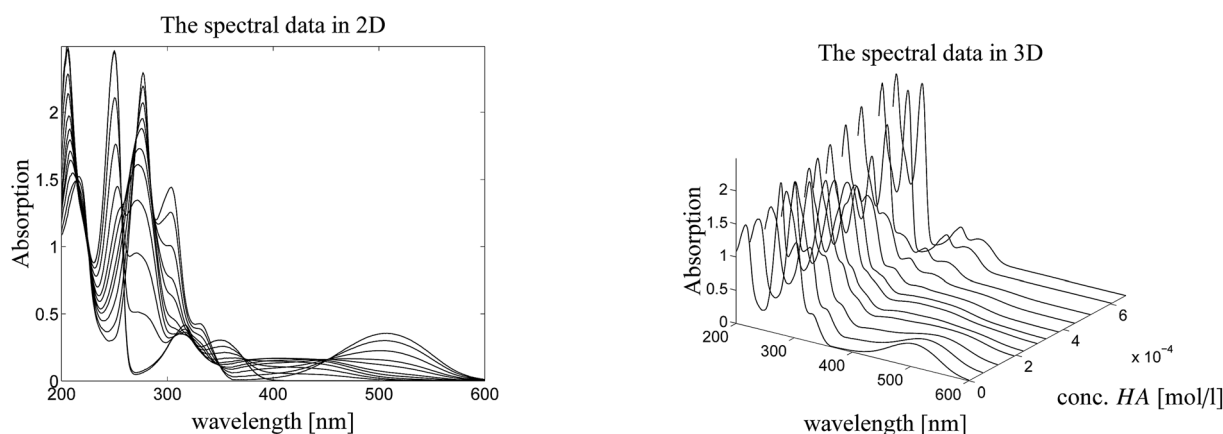 The spectral data in 2D
Absorption
2
1.5
1
0.5
0
200 300 400 500 600
wavelength [nm]
The spectral data in 3D
Absorption
2
1.5
1
0.5
0
200
300
400
500
600
wavelength [nm]
0
2
4
6
x 10⁻⁴
conc. HA [mol/l]